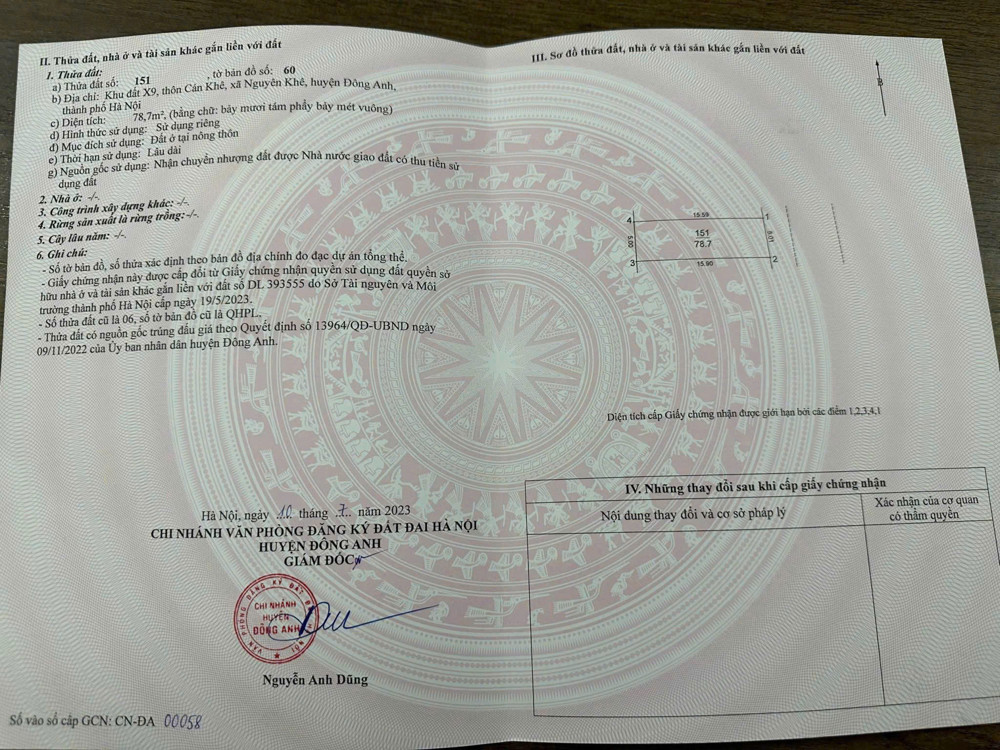 II. Thửa đất, nhà ở và tài sản khác gắn liền với đất
1. Thửa đất:
a) Thửa đất số: 151 , tờ bản đồ số: 60
b) Địa chỉ: Khu đất X9, thôn Cán Khê, xã Nguyên Khê, huyện Đông Anh,
thành phố Hà Nội
c) Diện tích: 78,7m², (bằng chữ: bảy mươi tám phẩy bảy mét vuông)
d) Hình thức sử dụng: Sử dụng riêng
đ) Mục đích sử dụng: Đất ở tại nông thôn
e) Thời hạn sử dụng: Lâu dài
g) Nguồn gốc sử dụng: Nhận chuyển nhượng đất được Nhà nước giao đất có thu tiền sử
dụng đất
2. Nhà ở: -/-
3. Công trình xây dựng khác: -/-.
4. Rừng sản xuất là rừng trồng:-/-.
5. Cây lâu năm: -/-.
6. Ghi chú:
- Số tờ bản đồ, số thửa xác định theo bản đồ địa chính đo đạc dự án tổng thể.
- Giấy chứng nhận này được cấp đổi từ Giấy chứng nhận quyền sử dụng đất quyền sở
hữu nhà ở và tài sản khác gắn liền với đất số DL 393555 do Sở Tài nguyên và Môi
trường thành phố Hà Nội cấp ngày 19/5/2023.
- Số thửa đất cũ là 06, số tờ bản đồ cũ là QHPL.
- Thửa đất có nguồn gốc trúng đấu giá theo Quyết định số 13964/QĐ-UBND ngày
09/11/2022 của Ủy ban nhân dân huyện Đông Anh.
Hà Nội, ngày 10 tháng 7. năm 2023
CHI NHÁNH VĂN PHÒNG ĐĂNG KÝ ĐẤT ĐAI HÀ NỘI
HUYỆN ĐÔNG ANH
GIÁM ĐỐC
VĂN PHÒNG ĐĂNG KÝ ĐẤT ĐAI HÀ NỘI
CHI NHÁNH
HUYỆN
ĐÔNG ANH
Nguyễn Anh Dũng
Số vào sổ cấp GCN: CN-ĐA 00058
III. Sơ đồ thửa đất, nhà ở và tài sản khác gắn liền với đất
B
4 15.59 1
5.00 151 5.01
78.7
3 15.90 2
Diện tích cấp Giấy chứng nhận được giới hạn bởi các điểm 1,2,3,4,1
IV. Những thay đổi sau khi cấp giấy chứng nhận
Nội dung thay đổi và cơ sở pháp lý
Xác nhận của cơ quan
có thẩm quyền